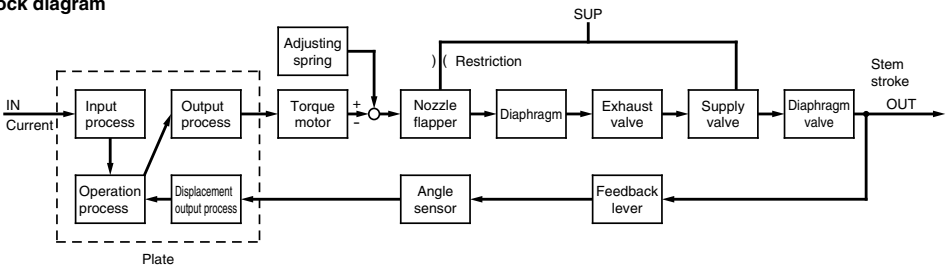 ock diagram
SUP
Adjusting
spring
) ( Restriction
Stem
stroke
IN
Current
Input
process
Output
process
Torque
motor
+
-
Nozzle
flapper
Diaphragm
Exhaust
valve
Supply
valve
Diaphragm
valve
OUT
Operation
process
Displacement
output process
Angle
sensor
Feedback
lever
Plate